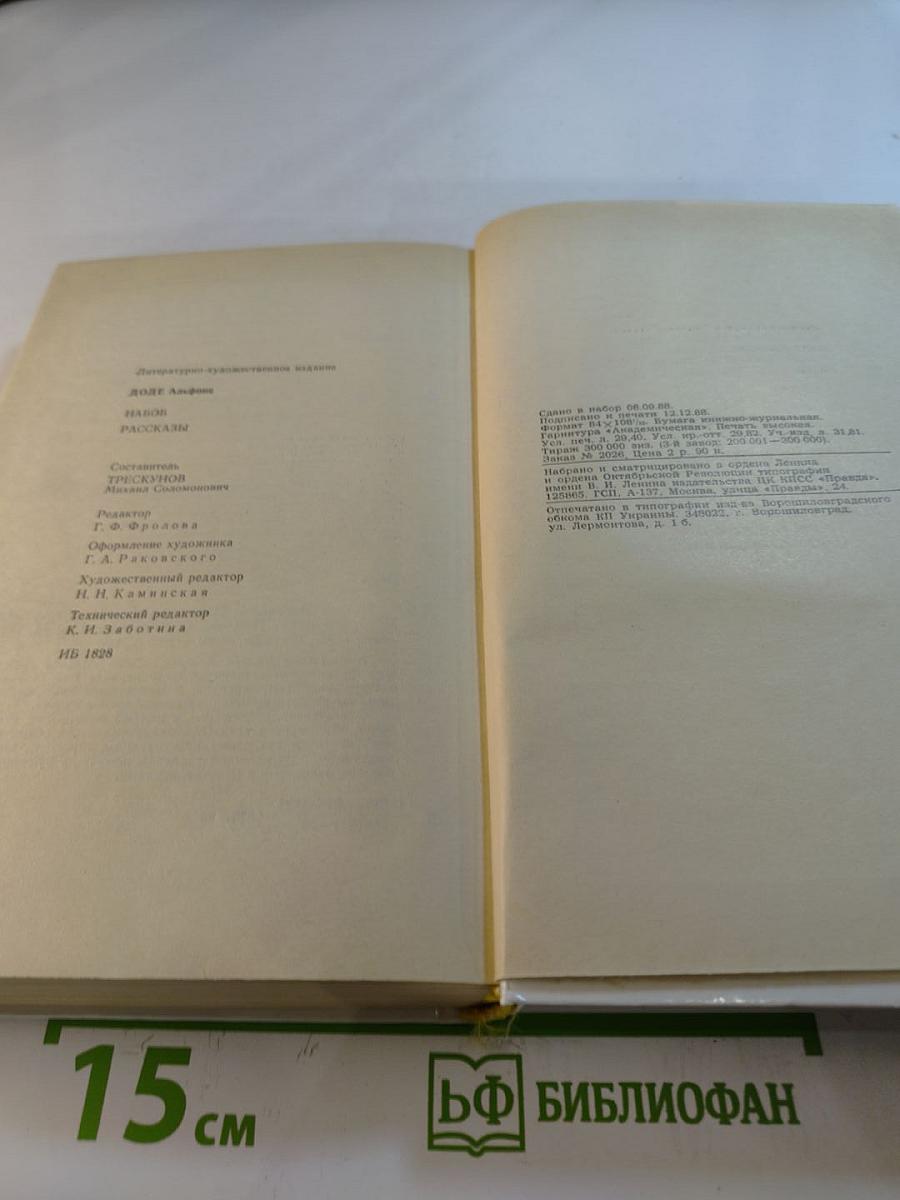 Литературно-художественное издание
ДОДЕ Альфонс
НАБОБ
РАССКАЗЫ
Составитель
ТРЕСКУНОВ
Михаил Соломонович
Редактор
Г. Ф. Фролова
Оформление художника
Г. А. Раковского
Художественный редактор
Н. Н. Каминская
Технический редактор
К. И. Заботина
ИБ 1828
Сдано в набор 08.09.88.
Подписано к печати 12.12.88.
Формат 84×108 Бумага книжно-журнальная.
Гарнитура «Академическая». Печать высокая.
Усл. печ. л. 29,40. Усл. кр.-отт. 29,82. Уч.-изд. л. 31,81.
Тираж 300 000 экз. (3-й завод: 200 001—300 000).
Заказ № 2026. Цена 2 р. 90 к.
Набрано и сматрицировано в ордена Ленина
и ордена Октябрьской Революции типографии
имени В. И. Ленина издательства ЦК КПСС «Правда».
125865, ГСП, А-137, Москва, улица «Правды», 24.
Отпечатано в типографии изд-ва Ворошиловградского
обкома КП Украины. 348022, г. Ворошиловград,
ул. Лермонтова, д. 1 б.
15 см
ЬФ БИБЛИОФАН